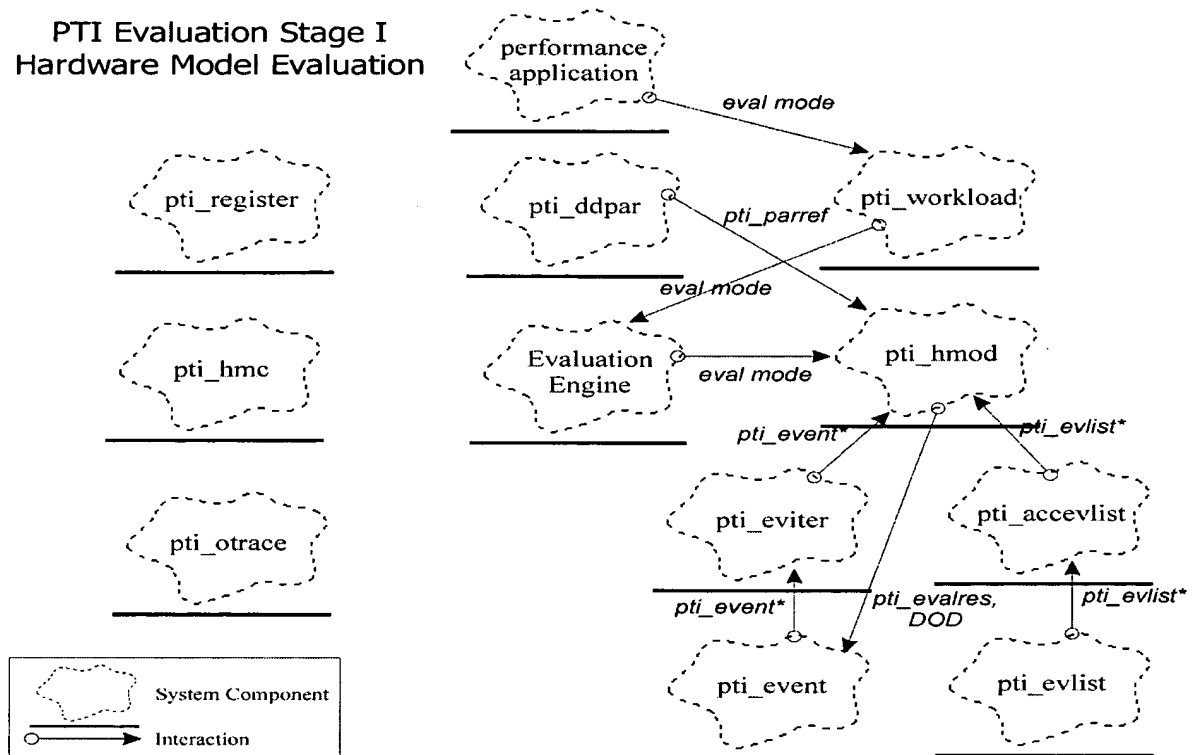 PTI Evaluation Stage I
Hardware Model Evaluation
performance
application
eval mode
pti_register
pti_ddpar
pti_parref
pti_workload
eval mode
pti_hmc
Evaluation
Engine
eval mode
pti_hmod
pti_event*
pti_evlist*
pti_otrace
pti_eviter
pti_accevlist
pti_event*
pti_evalres,
DOD
pti_evlist*
pti_event
pti_evlist
System Component
Interaction